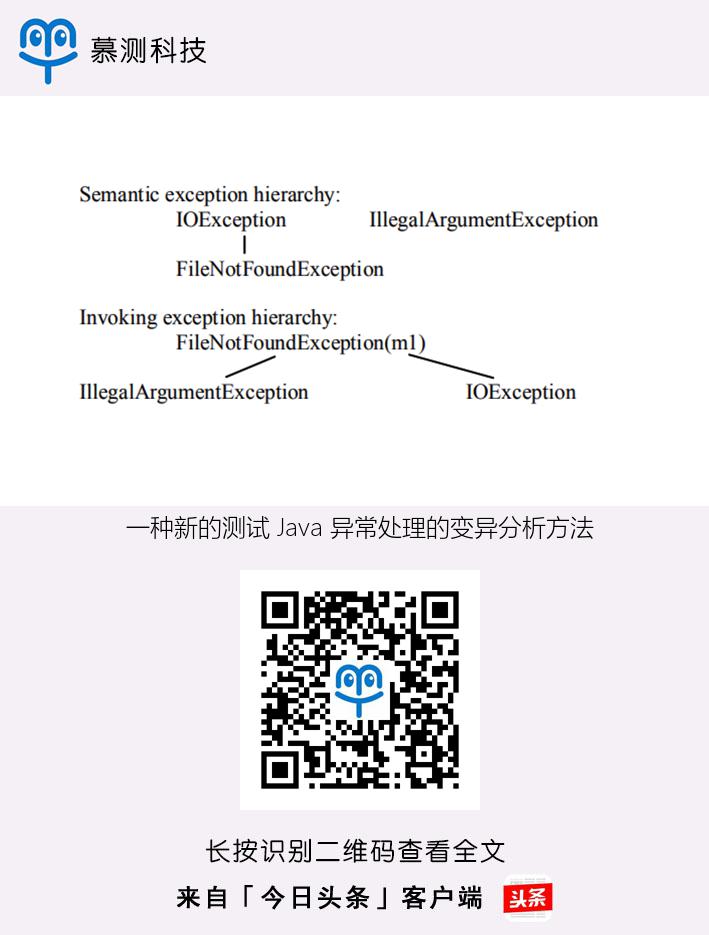 慕测科技
Semantic exception hierarchy:
IOException IllegalArgumentException
FileNotFoundException
Invoking exception hierarchy:
FileNotFoundException(m1)
IllegalArgumentException IOException
一种新的测试 Java 异常处理的变异分析方法
长按识别二维码查看全文
来自「今日头条」客户端 头条